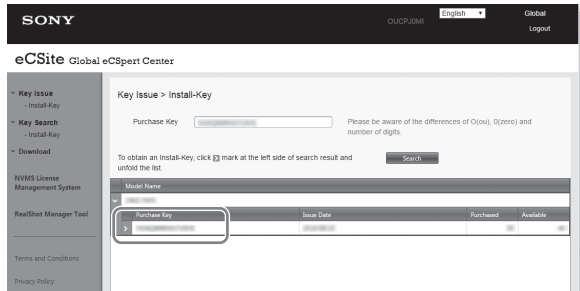 SONY
OUCPJ0MI
English
Global
Logout
eCSite Global eCSpert Center
Key Issue
- Install-Key
Key Search
- Install-Key
Download
NVMS License
Management System
RealShot Manager Tool
Terms and Conditions
Privacy Policy
Key Issue > Install-Key
Purchase Key
Please be aware of the differences of O(ou), 0(zero) and
number of digits.
To obtain an Install-Key, click mark at the left side of search result and
unfold the list.
Search
Model Name
Purchase Key Issue Date Purchased Available